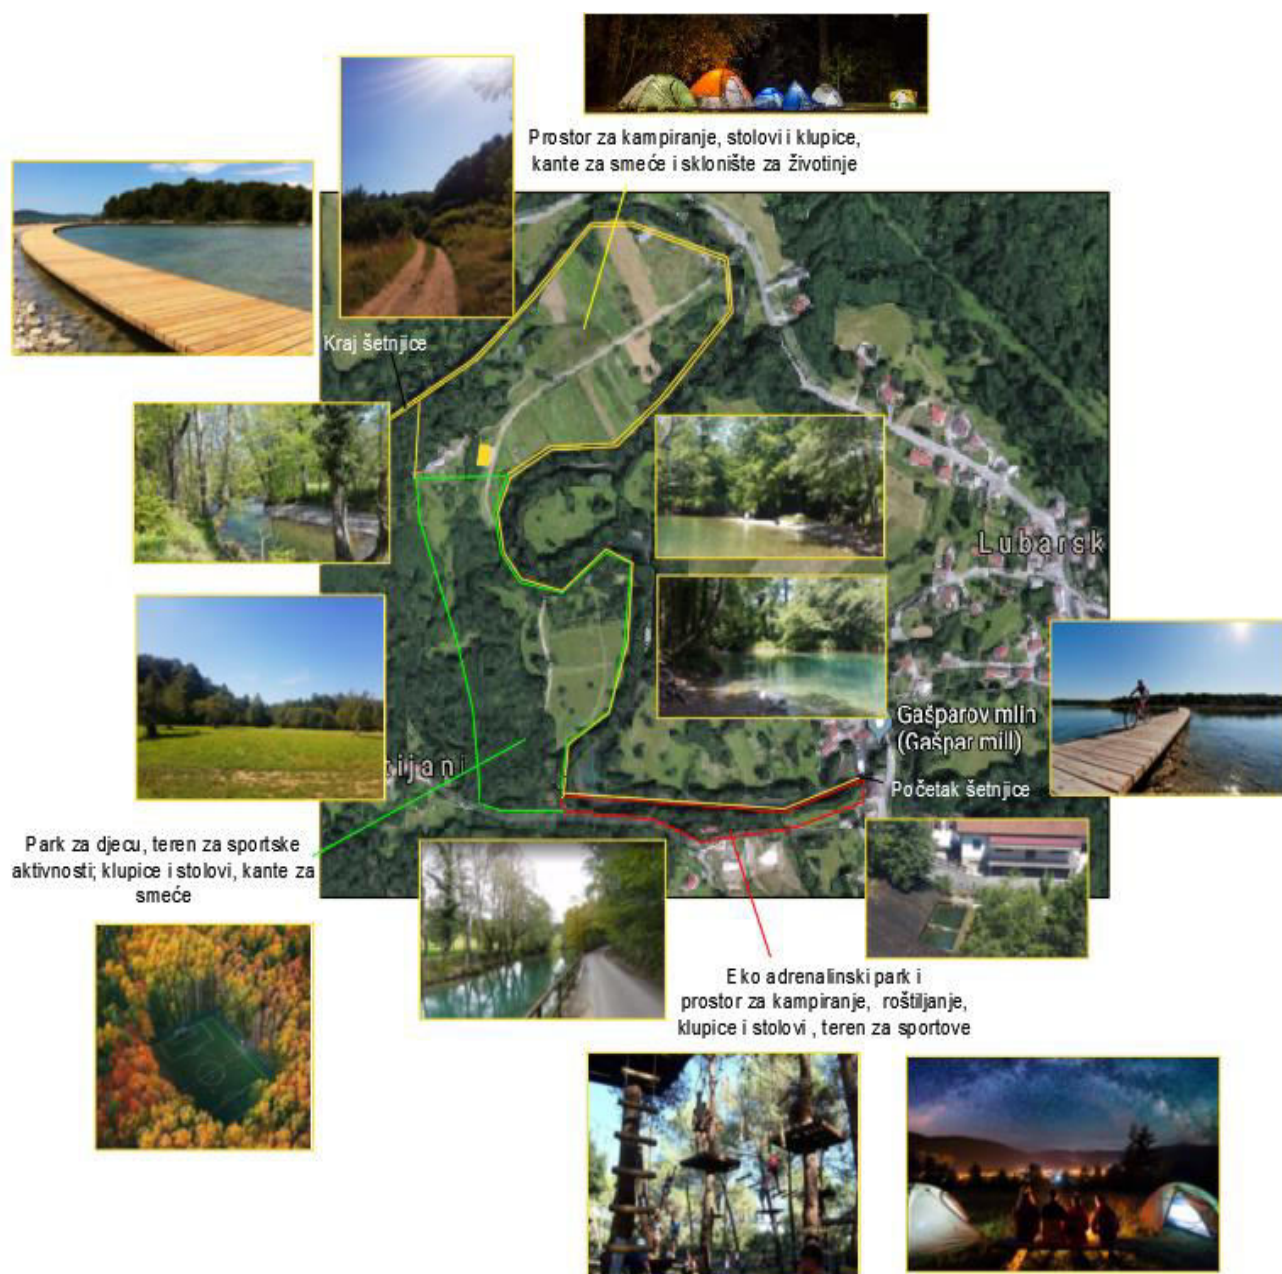 Prostor za kampiranje, stolovi i klupice,
kante za smeće i sklonište za životinje
Kraj šetnjice
Lubarsk
Gašparov mlin
(Gašpar mill)
ijani
Početak šetnjice
Park za djecu, teren za sportske
aktivnosti; klupice i stolovi, kante za
smeće
Eko adrenalinski park i
prostor za kampiranje, roštiljanje,
klupice i stolovi , teren za sportove